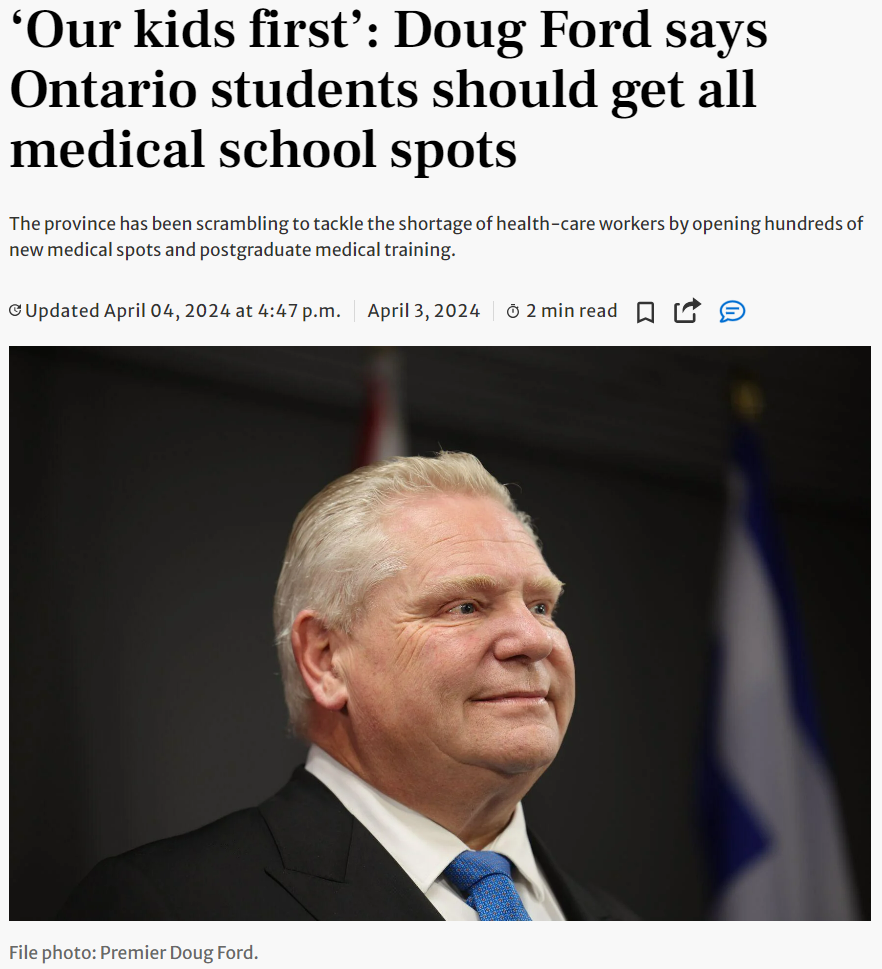 ‘Our kids first’: Doug Ford says
Ontario students should get all
medical school spots
The province has been scrambling to tackle the shortage of health-care workers by opening hundreds of
new medical spots and postgraduate medical training.
Updated April 04, 2024 at 4:47 p.m. April 3, 2024 2 min read
File photo: Premier Doug Ford.